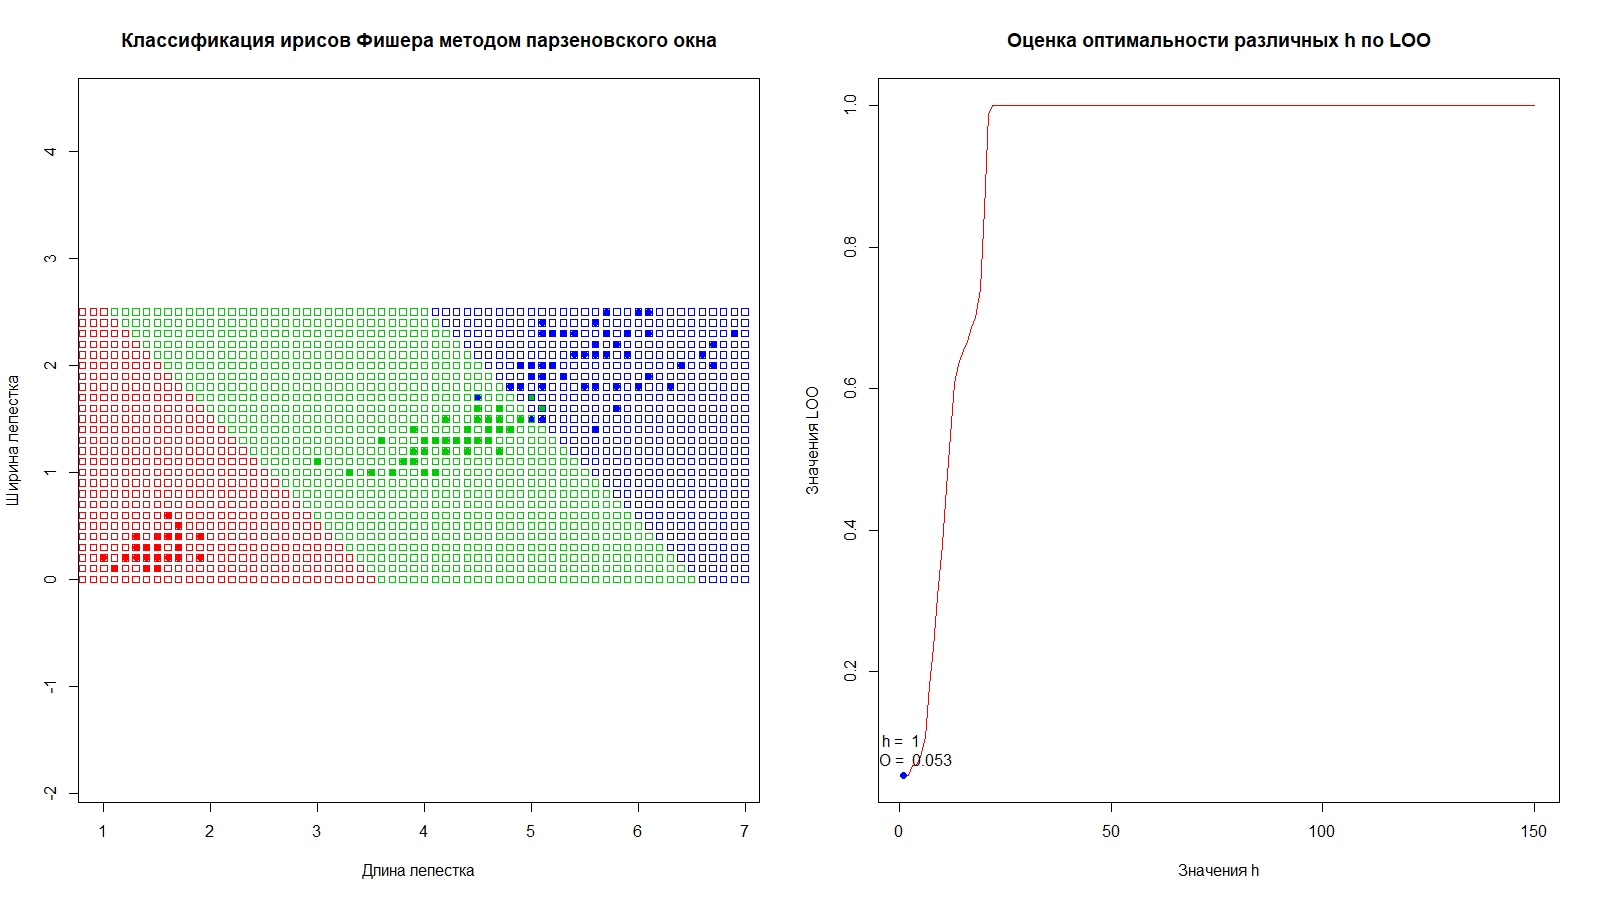 Классификация ирисов Фишера методом парзеновского окна
4
3
2
1
0
-1
-2
Ширина лепестка
1 2 3 4 5 6 7
Длина лепестка
Оценка оптимальности различных h по LOO
1.0
0.8
0.6
0.4
0.2
Значения LOO
h = 1
O = 0.053
0 50 100 150
Значения h